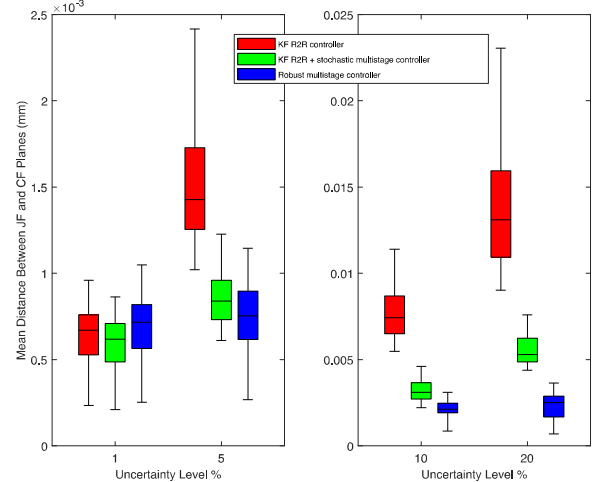 ×10⁻³
2.5
2
1.5
1
0.5
0
1
5
Uncertainty Level %
Mean Distance Between JF and CF Planes (mm)
KF R2R controller
KF R2R + stochastic multistage controller
Robust multistage controller
0.025
0.02
0.015
0.01
0.005
0
10
20
Uncertainty Level %